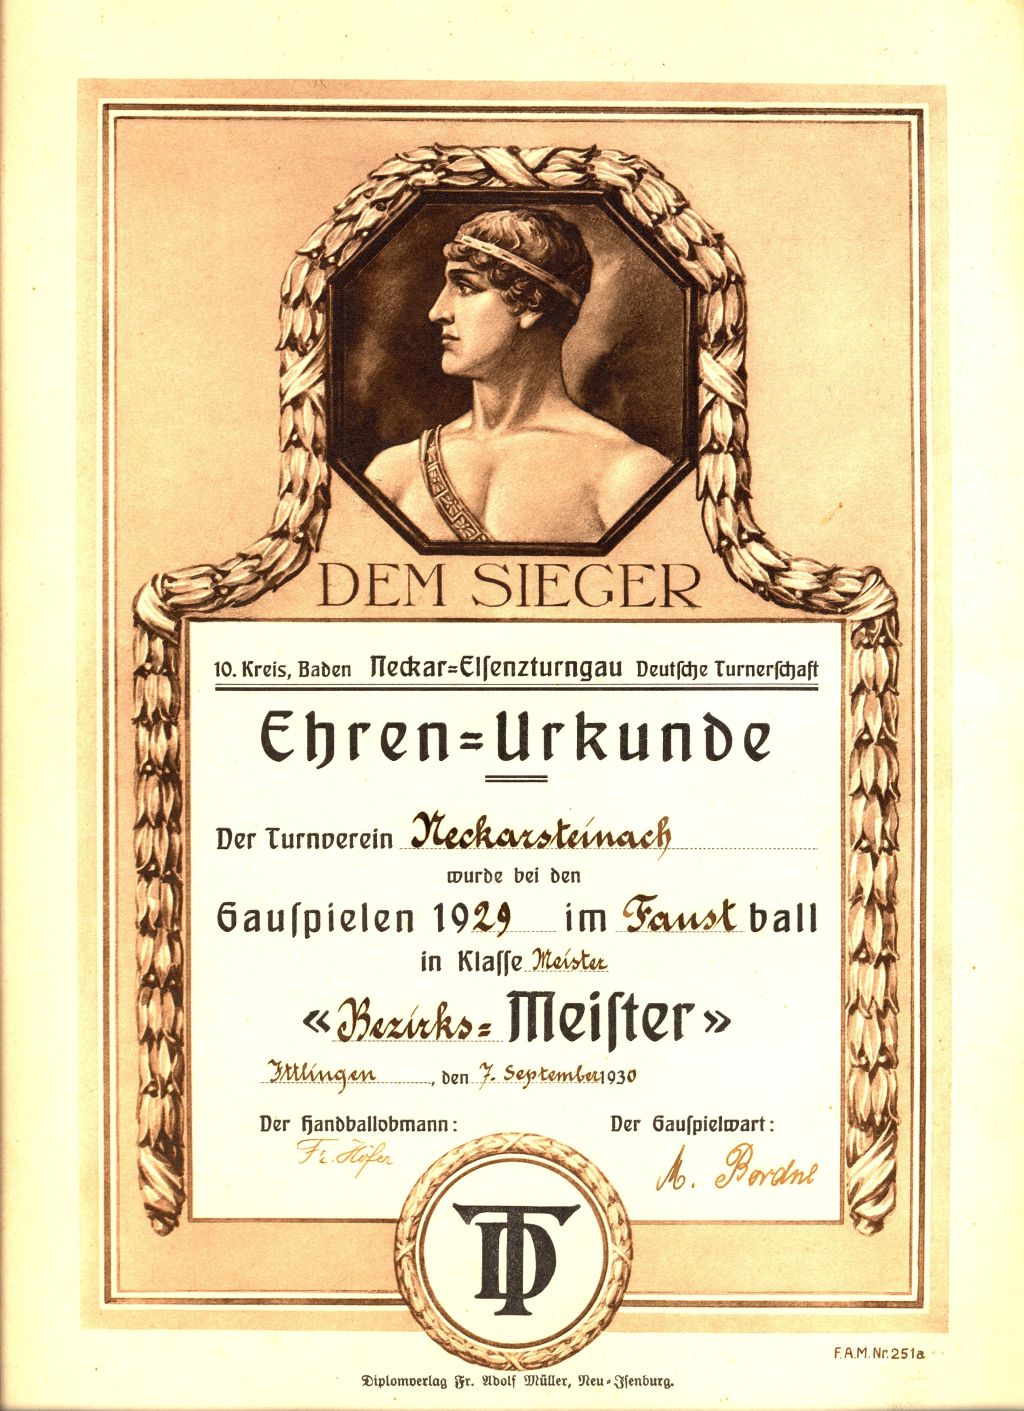 DEM SIEGER
10. Kreis, Baden Neckar=Elsenzturngau Deutsche Turnerschaft
Ehren=Urkunde
Der Turnverein Neckarsteinach
wurde bei den
Gauspielen 1929 im Faustball
in Klasse Meister
«Bezirks=Meister»
Ittlingen, den 7. September 1930
Der Handballobmann: Der Gauspielwart:
Fr. Höfer M. Bordne
DT
F.A.M. Nr. 251a
Diplomverlag Fr. Adolf Müller, Neu=Isenburg.